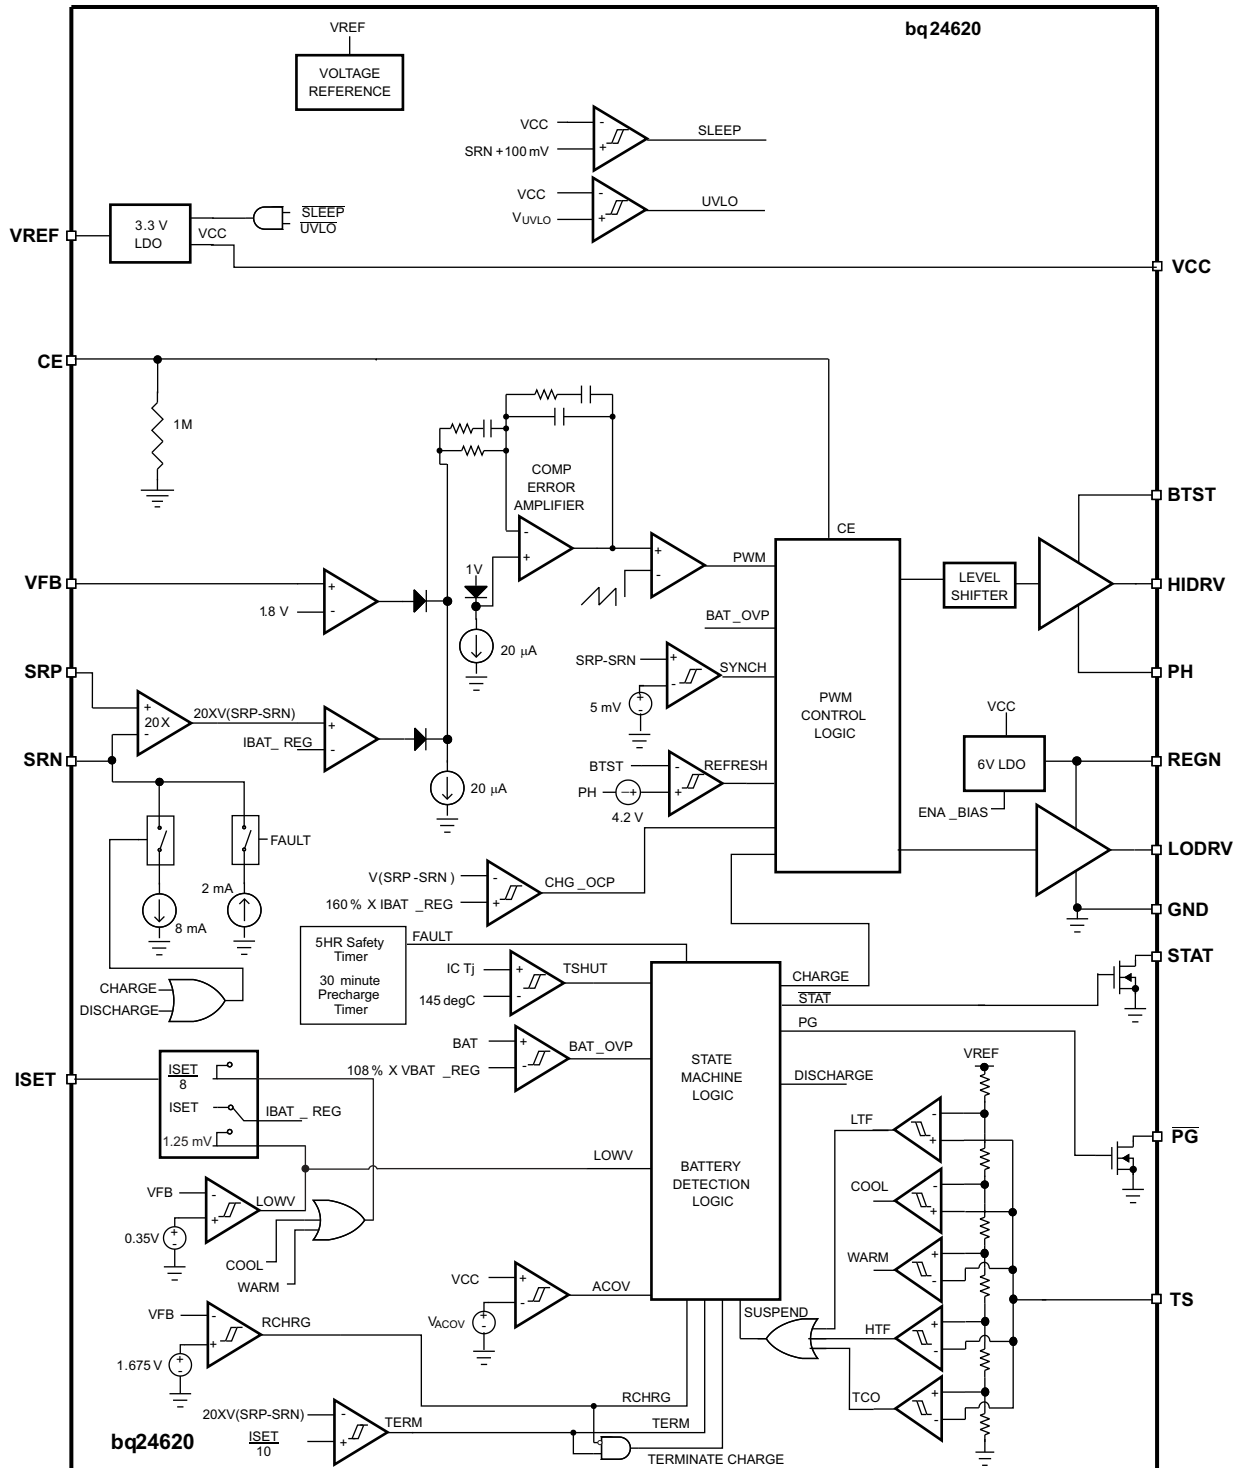 bq24620
VREF
VOLTAGE
REFERENCE
VCC
-
SRN +100 mV
+
SLEEP
VCC
-
VUVLO
+
UVLO
VREF
3.3 V
LDO
SLEEP
UVLO
VCC
VCC
CE
1M
COMP
ERROR
AMPLIFIER
-
+
CE
BTST
VFB
+
1.8 V
-
1V
20 µA
+
-
PWM
LEVEL
SHIFTER
HIDRV
BAT _OVP
SRP
SRP-SRN
+
-
SYNCH
5 mV
+
-
PH
+
20 X
-
20XV(SRP-SRN)
+
IBAT_ REG
-
PWM
CONTROL
LOGIC
VCC
SRN
20 µA
BTST
-
REFRESH
PH
-+
+
4.2 V
6V LDO
REGN
ENA _BIAS
FAULT
2 mA
8 mA
LODRV
V(SRP -SRN )
-
160 % X IBAT _REG
+
CHG _OCP
GND
5HR Safety
Timer
30 minute
Precharge
Timer
FAULT
STAT
IC Tj
+
145 degC
-
TSHUT
CHARGE
STAT
CHARGE
DISCHARGE
PG
BAT
+
108 % X VBAT _REG
-
BAT _OVP
STATE
MACHINE
LOGIC
VREF
DISCHARGE
ISET
ISET
8
ISET
IBAT _ REG
1.25 mV
LTF
-
+
PG
LOWV
BATTERY
DETECTION
LOGIC
VFB
-
+
LOWV
0.35V
+
-
COOL
-
+
COOL
WARM
WARM
+
-
VCC
+
-
ACOV
VACOV
+
-
SUSPEND
TS
VFB
-
+
RCHRG
1.675 V
+
-
HTF
+
-
RCHRG
TCO
+
-
20XV(SRP-SRN)
-
ISET
10
+
TERM
TERM
TERMINATE CHARGE
bq24620